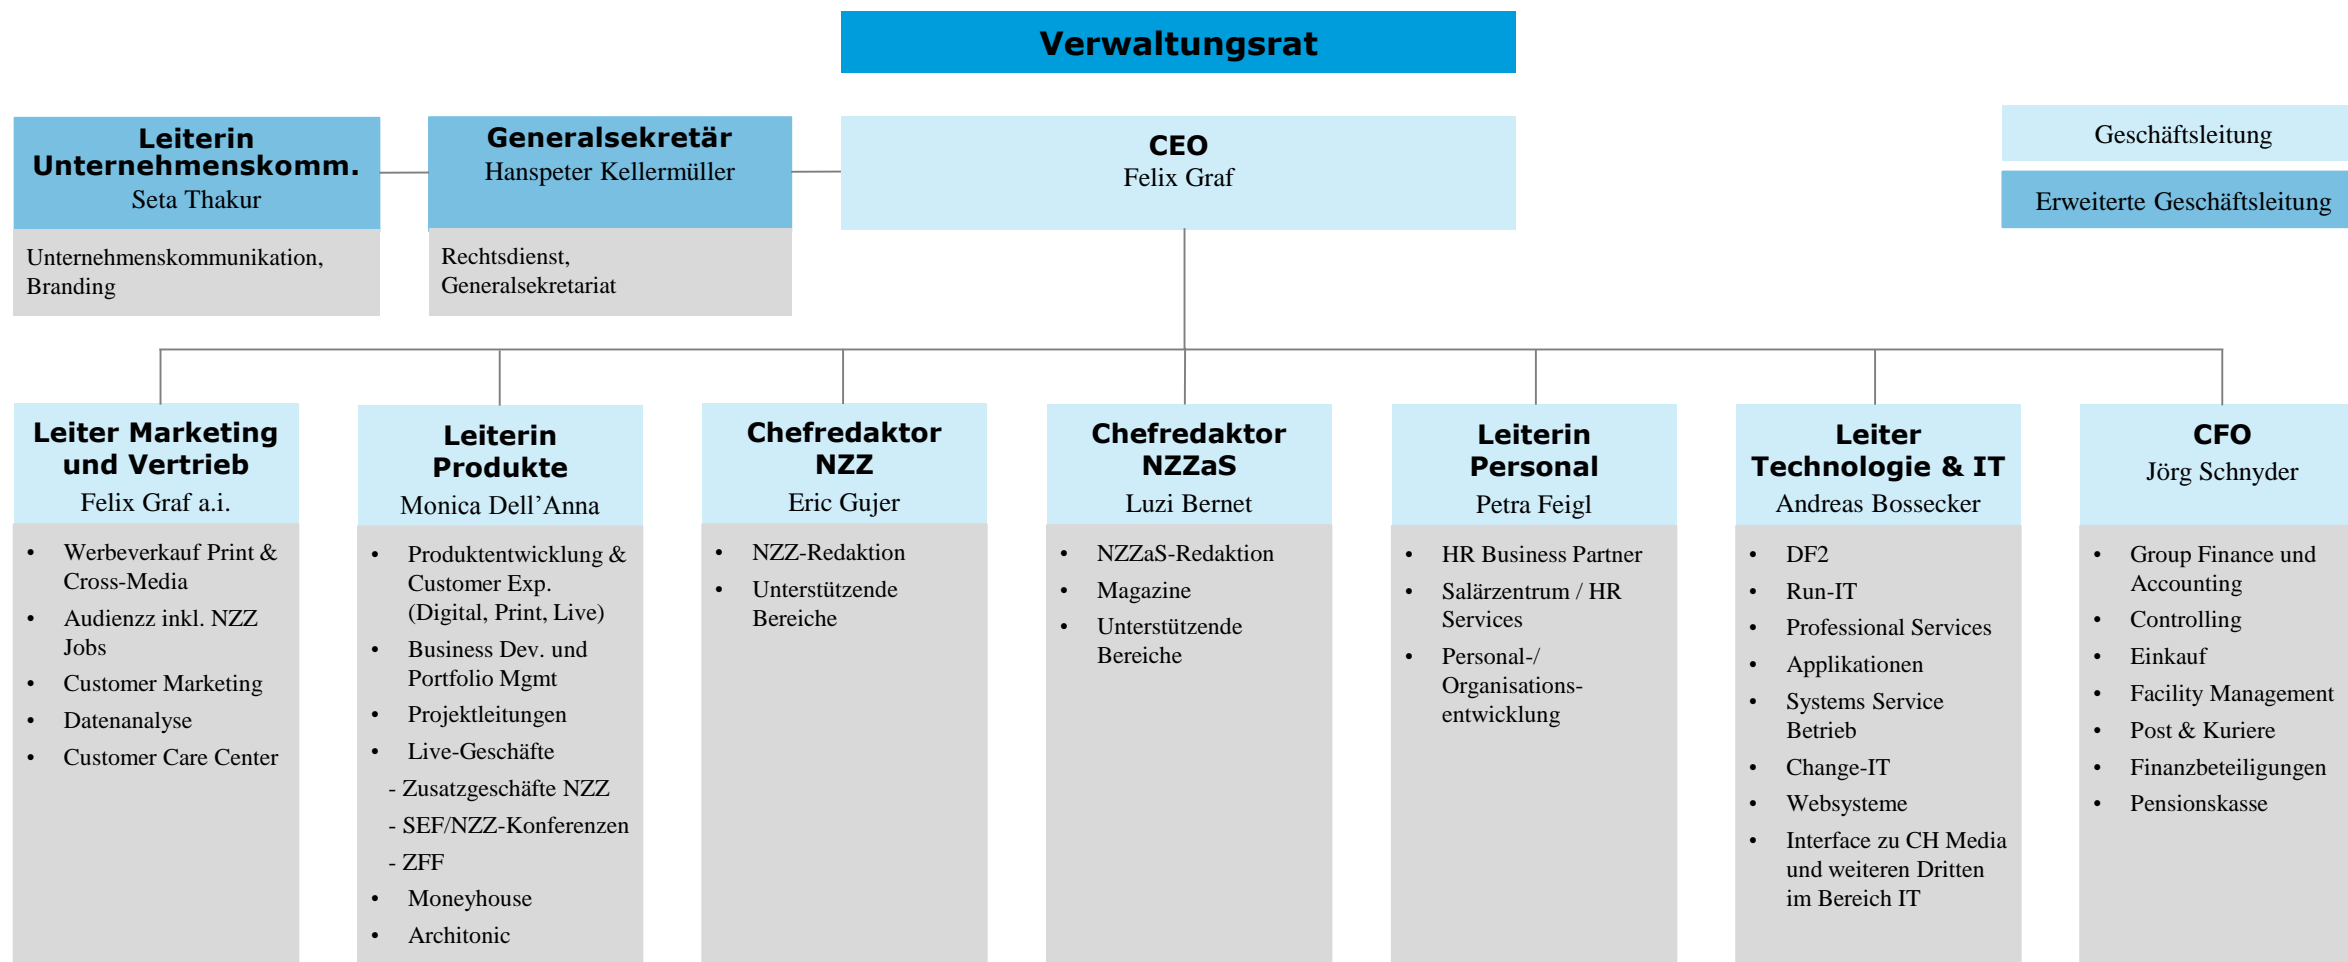 Verwaltungsrat
Leiterin
Unternehmenskomm.
Seta Thakur
Unternehmenskommunikation,
Branding
Generalsekretär
Hanspeter Kellermüller
Rechtsdienst,
Generalsekretariat
CEO
Felix Graf
Geschäftsleitung
Erweiterte Geschäftsleitung
Leiter Marketing
und Vertrieb
Felix Graf a.i.
• Werbeverkauf Print &
Cross-Media
• Audienzz inkl. NZZ
Jobs
• Customer Marketing
• Datenanalyse
• Customer Care Center
Leiterin
Produkte
Monica Dell’Anna
• Produktentwicklung &
Customer Exp.
(Digital, Print, Live)
• Business Dev. und
Portfolio Mgmt
• Projektleitungen
• Live-Geschäfte
- Zusatzgeschäfte NZZ
- SEF/NZZ-Konferenzen
- ZFF
• Moneyhouse
• Architonic
Chefredaktor
NZZ
Eric Gujer
• NZZ-Redaktion
• Unterstützende
Bereiche
Chefredaktor
NZZaS
Luzi Bernet
• NZZaS-Redaktion
• Magazine
• Unterstützende
Bereiche
Leiterin
Personal
Petra Feigl
• HR Business Partner
• Salärzentrum / HR
Services
• Personal-/
Organisations-
entwicklung
Leiter
Technologie & IT
Andreas Bossecker
• DF2
• Run-IT
• Professional Services
• Applikationen
• Systems Service
Betrieb
• Change-IT
• Websysteme
• Interface zu CH Media
und weiteren Dritten
im Bereich IT
CFO
Jörg Schnyder
• Group Finance und
Accounting
• Controlling
• Einkauf
• Facility Management
• Post & Kuriere
• Finanzbeteiligungen
• Pensionskasse